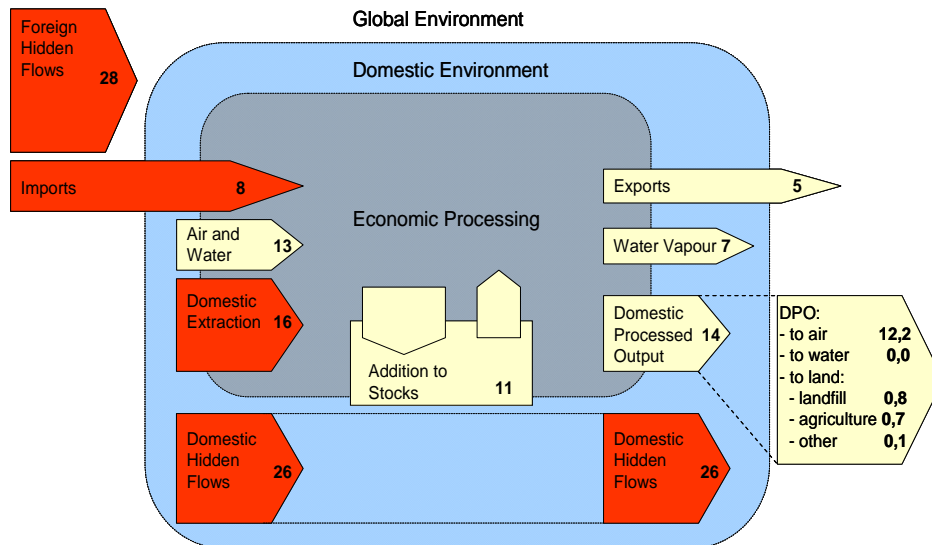 Global Environment
Foreign
Hidden
Flows
28
Domestic Environment
Imports 8
Exports 5
Economic Processing
Air and
Water 13
Water Vapour 7
Domestic
Extraction 16
Domestic
Processed 14
Output
DPO:
- to air 12,2
- to water 0,0
- to land:
- landfill 0,8
- agriculture 0,7
- other 0,1
Addition to
Stocks 11
Domestic
Hidden
Flows 26
Domestic
Hidden
Flows 26